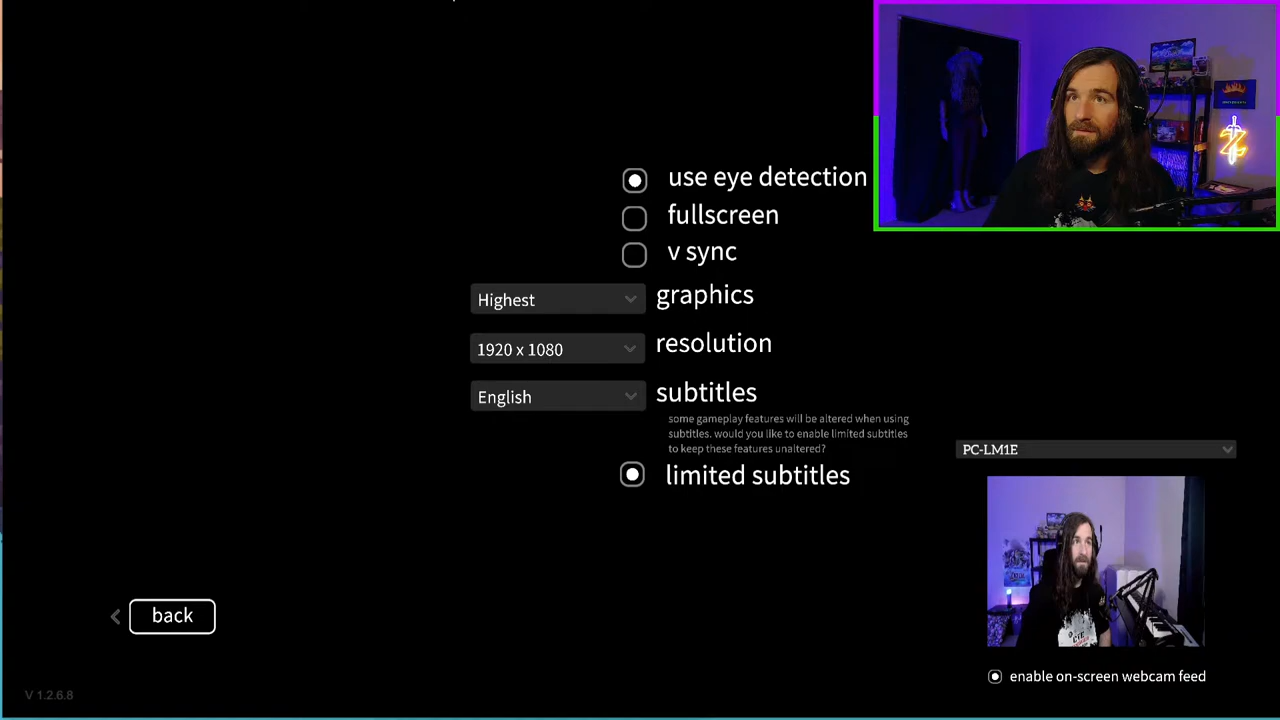 use eye detection
fullscreen
v sync
Highest
graphics
1920 x 1080
resolution
English
subtitles
some gameplay features will be altered when using
subtitles. would you like to enable limited subtitles
to keep these features unaltered?
limited subtitles
PC-LM1E
enable on-screen webcam feed
back
V 1.2.6.8